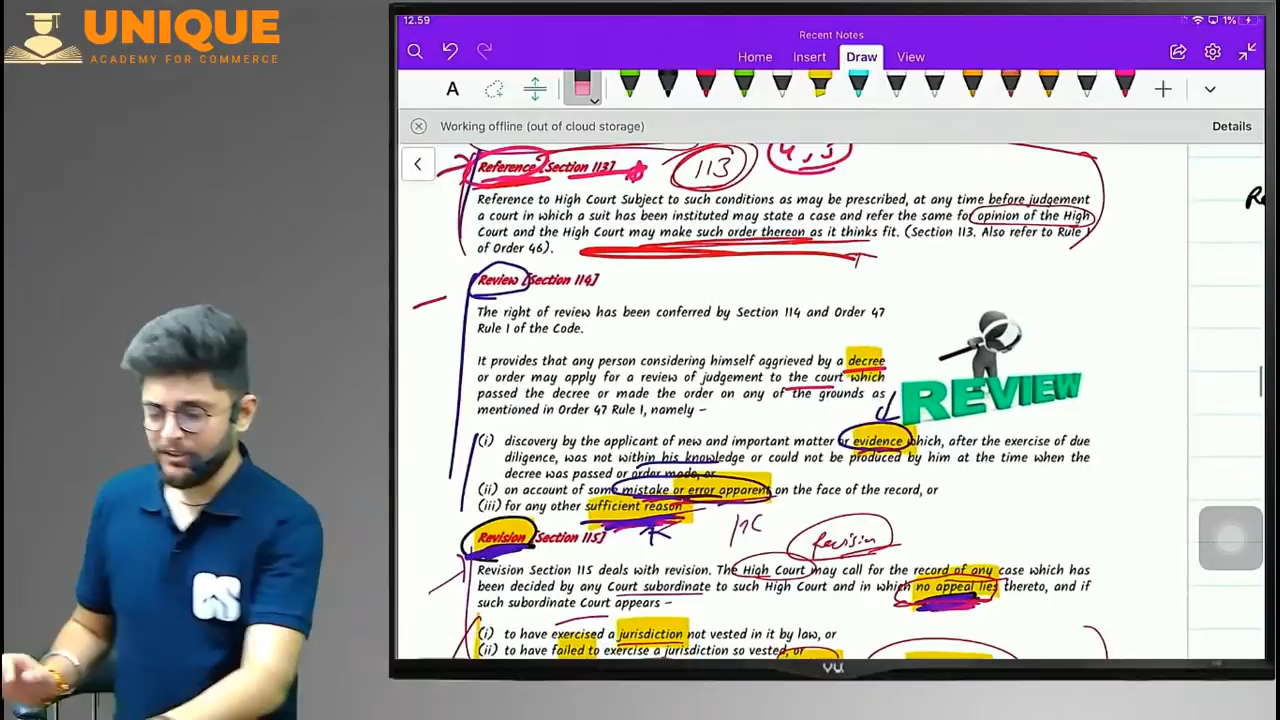 UNIQUE
ACADEMY FOR COMMERCE
12.59
1%
Recent Notes
Home Insert Draw View
A
Working offline (out of cloud storage)
Details
Reference [Section 113]
113
4, 5
Reference to High Court Subject to such conditions as may be prescribed, at any time before judgement
a court in which a suit has been instituted may state a case and refer the same for opinion of the High
Court and the High Court may make such order thereon as it thinks fit. (Section 113. Also refer to Rule 1
of Order 46).
Review [Section 114]
The right of review has been conferred by Section 114 and Order 47
Rule 1 of the Code.
It provides that any person considering himself aggrieved by a decree
or order may apply for a review of judgement to the court which
passed the decree or made the order on any of the grounds as
mentioned in Order 47 Rule 1, namely –
REVIEW
(i) discovery by the applicant of new and important matter or evidence which, after the exercise of due
diligence, was not within his knowledge or could not be produced by him at the time when the
decree was passed or order made, or
(ii) on account of some mistake or error apparent on the face of the record, or
(iii) for any other sufficient reason
Revision [Section 115]
Revision
Revision Section 115 deals with revision. The High Court may call for the record of any case which has
been decided by any Court subordinate to such High Court and in which no appeal lies thereto, and if
such subordinate Court appears –
(i) to have exercised a jurisdiction not vested in it by law, or
(ii) to have failed to exercise a jurisdiction so vested, or
VU